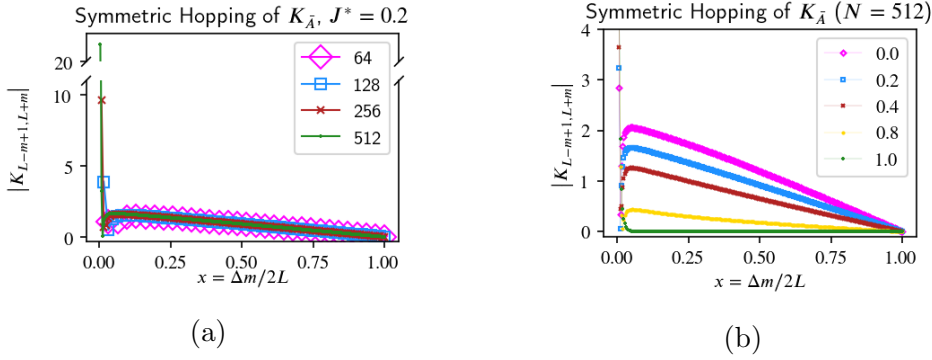 Symmetric Hopping of K_Ā, J* = 0.2
20
10
5
0
|K_{L−m+1,L+m}|
64
128
256
512
0.00 0.25 0.50 0.75 1.00
x = Δm/2L
(a)
Symmetric Hopping of K_Ā (N = 512)
4
3
2
1
0
|K_{L−m+1,L+m}|
0.0
0.2
0.4
0.8
1.0
0.00 0.25 0.50 0.75 1.00
x = Δm/2L
(b)